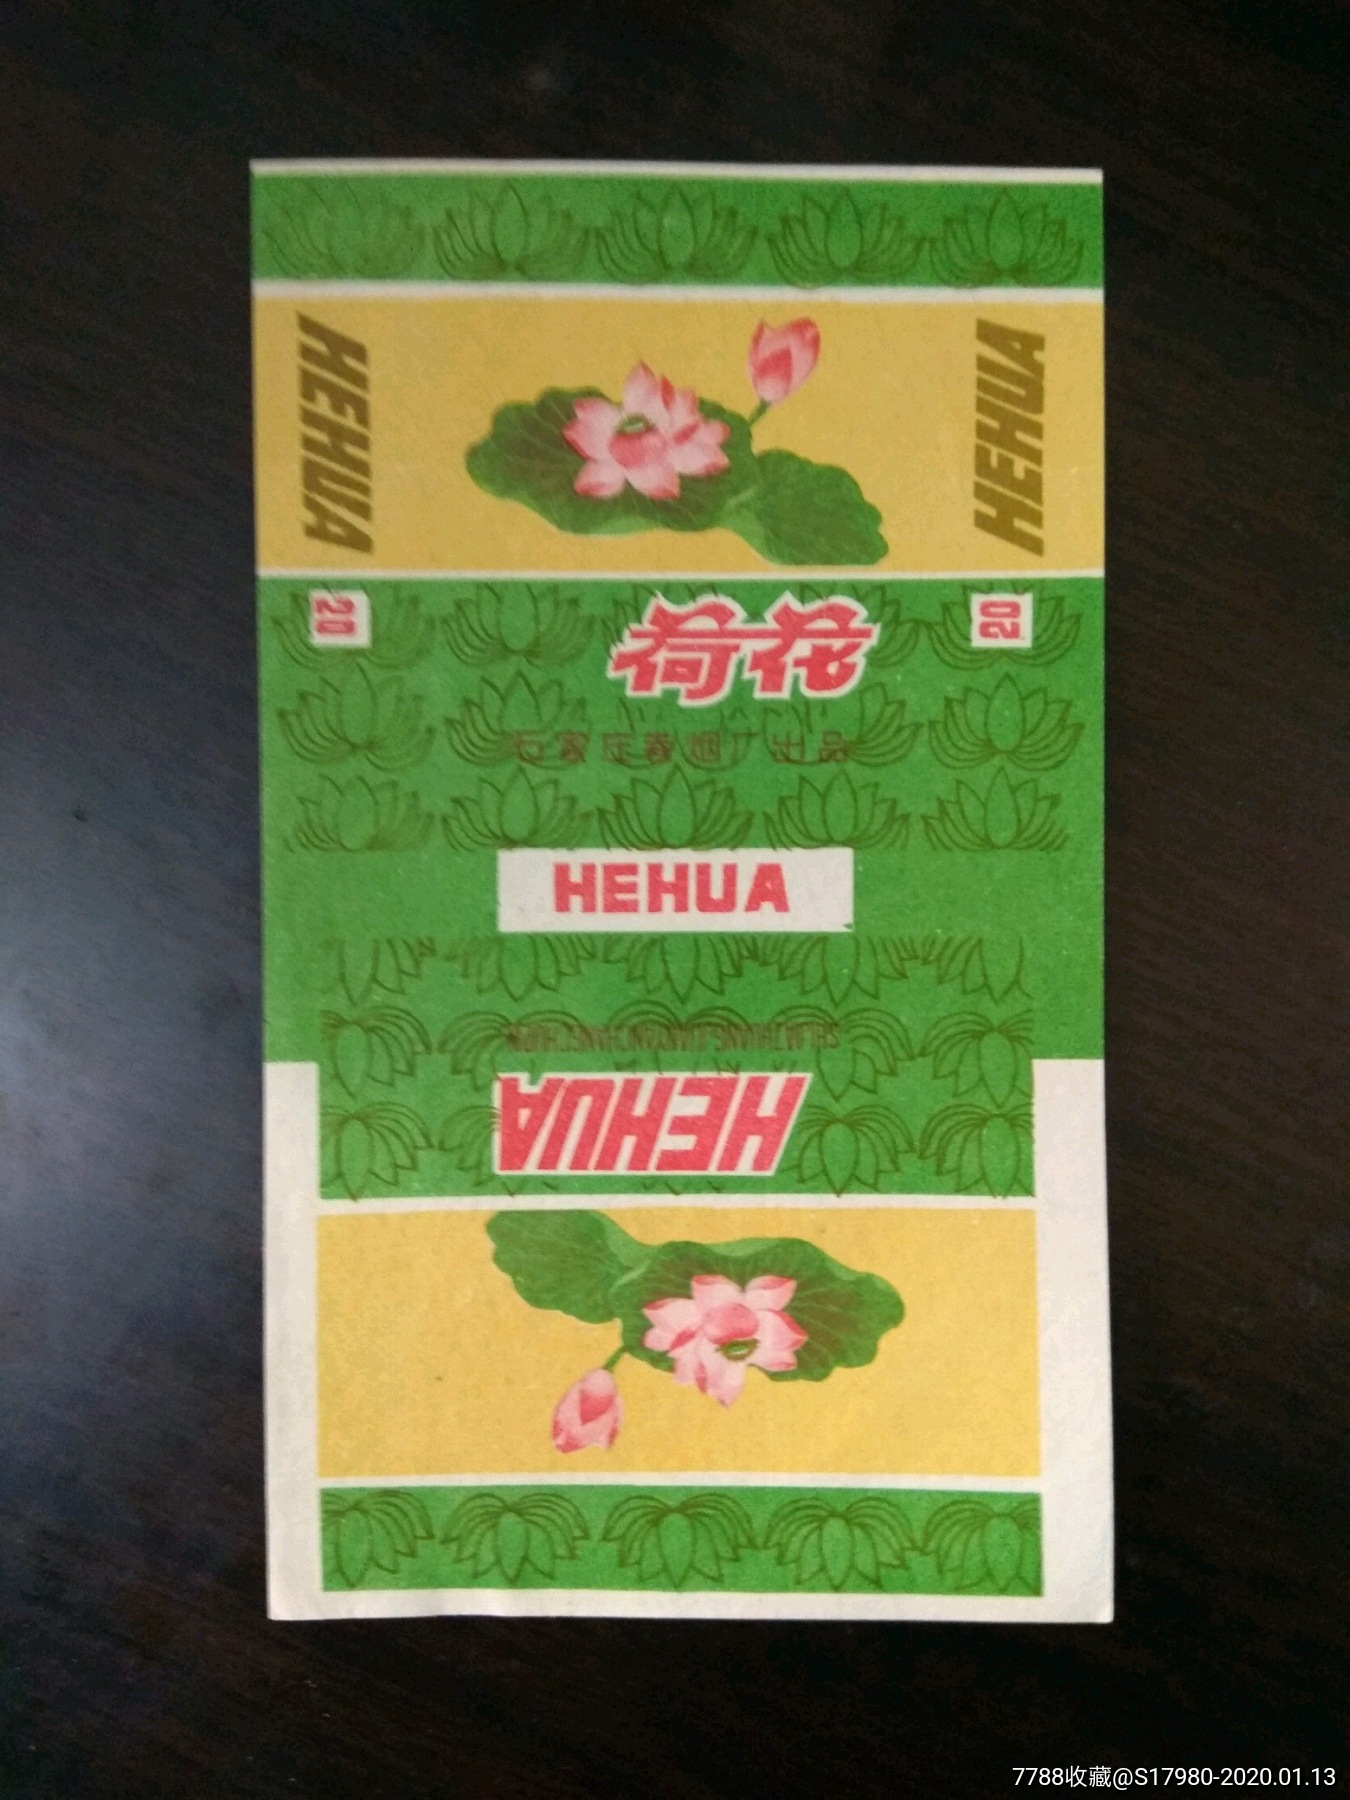 HEHUA
HEHUA
20
20
荷花
石家庄卷烟厂出品
HEHUA
SHIJIAZHUANG JUANYANCHANG CHUPIN
HEHUA
7788收藏@S17980-2020.01.13